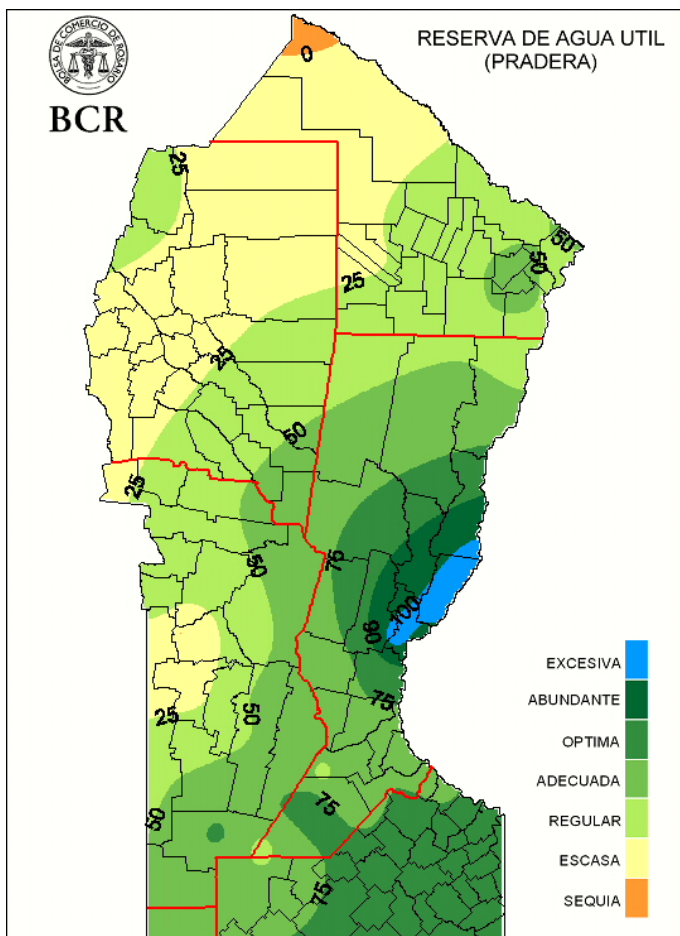 BOLSA DE COMERCIO DE ROSARIO
BCR
RESERVA DE AGUA UTIL
(PRADERA)
0
25
50
50
25
25
50
25
75
50
100
90
75
50
25
75
50
75
EXCESIVA
ABUNDANTE
OPTIMA
ADECUADA
REGULAR
ESCASA
SEQUIA